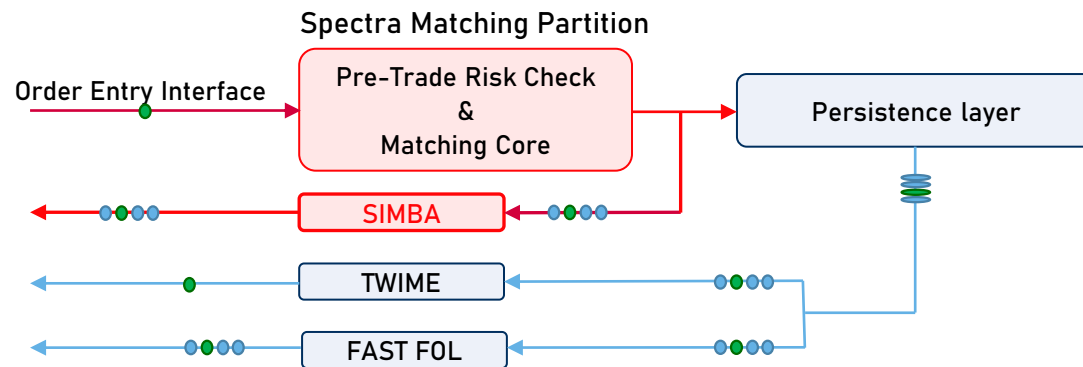 Spectra Matching Partition
Order Entry Interface
Pre-Trade Risk Check
&
Matching Core
Persistence layer
SIMBA
TWIME
FAST FOL